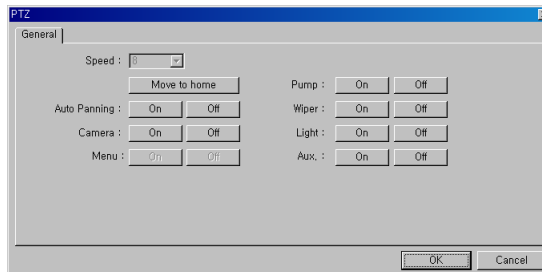 PTZ
General
Speed : 8
Move to home Pump : On Off
Auto Panning : On Off Wiper : On Off
Camera : On Off Light : On Off
Menu : On Off Aux. : On Off
OK Cancel